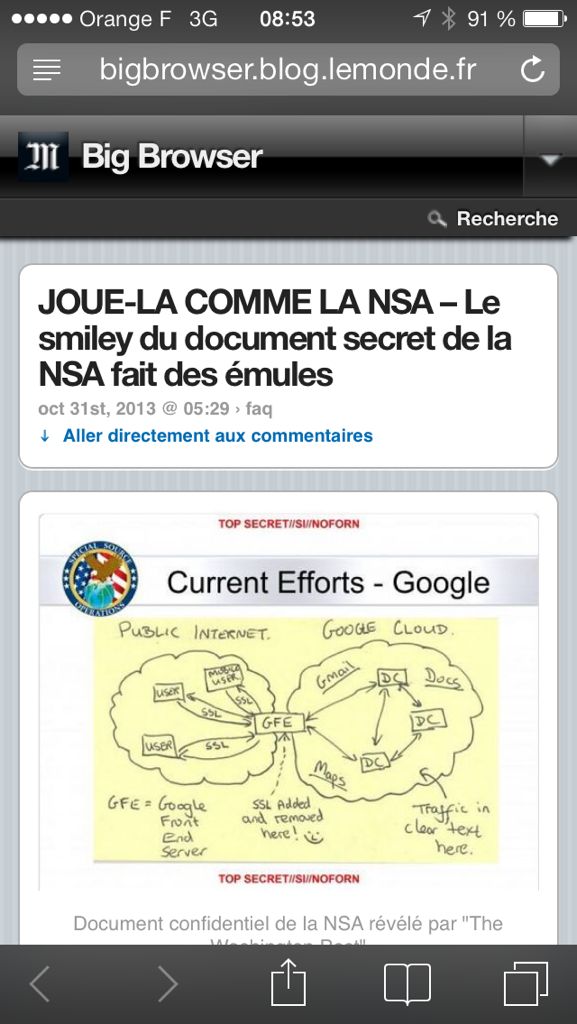 Orange F 3G 08:53 91 %
bigbrowser.blog.lemonde.fr
M Big Browser
Recherche
JOUE-LA COMME LA NSA – Le
smiley du document secret de la
NSA fait des émules
oct 31st, 2013 @ 05:29 › faq
↓ Aller directement aux commentaires
TOP SECRET//SI//NOFORN
SPECIAL SOURCE
OPERATIONS
Current Efforts - Google
PUBLIC INTERNET.
GOOGLE CLOUD.
MOBILE
USER
USER
SSL
SSL
USER
SSL
GFE
Gmail
DC
Docs
DC
DC
Maps
GFE = Google
Front
End
Server
SSL Added
and removed
here! :)
Traffic in
clear text
here.
TOP SECRET//SI//NOFORN
Document confidentiel de la NSA révélé par "The
Washington Post"